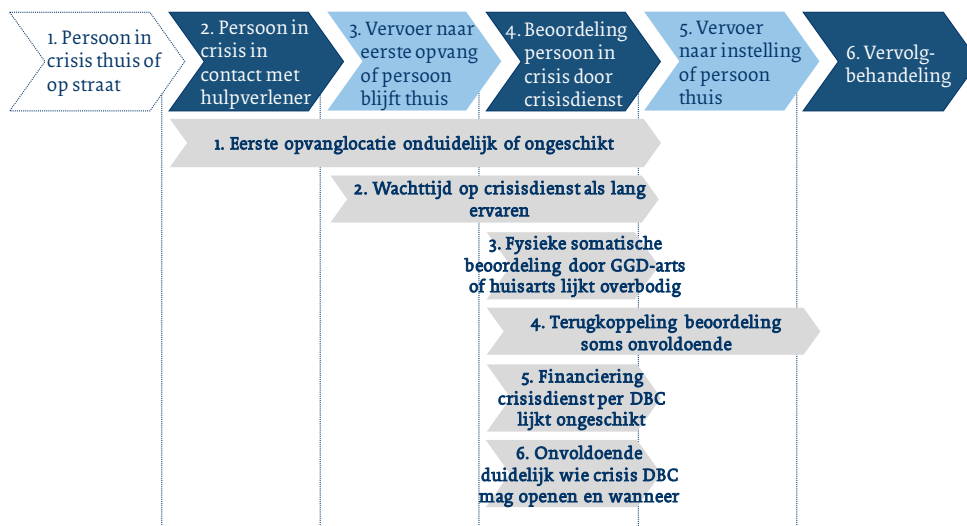 1. Persoon in
crisis thuis of
op straat
2. Persoon in
crisis in
contact met
hulpverlener
3. Vervoer naar
eerste opvang
of persoon
blijft thuis
4. Beoordeling
persoon in
crisis door
crisisdienst
5. Vervoer
naar instelling
of persoon
thuis
6. Vervolg-
behandeling
1. Eerste opvanglocatie onduidelijk of ongeschikt
2. Wachttijd op crisisdienst als lang
ervaren
3. Fysieke somatische
beoordeling door GGD-arts
of huisarts lijkt overbodig
4. Terugkoppeling beoordeling
soms onvoldoende
5. Financiering
crisisdienst per DBC
lijkt ongeschikt
6. Onvoldoende
duidelijk wie crisis DBC
mag openen en wanneer